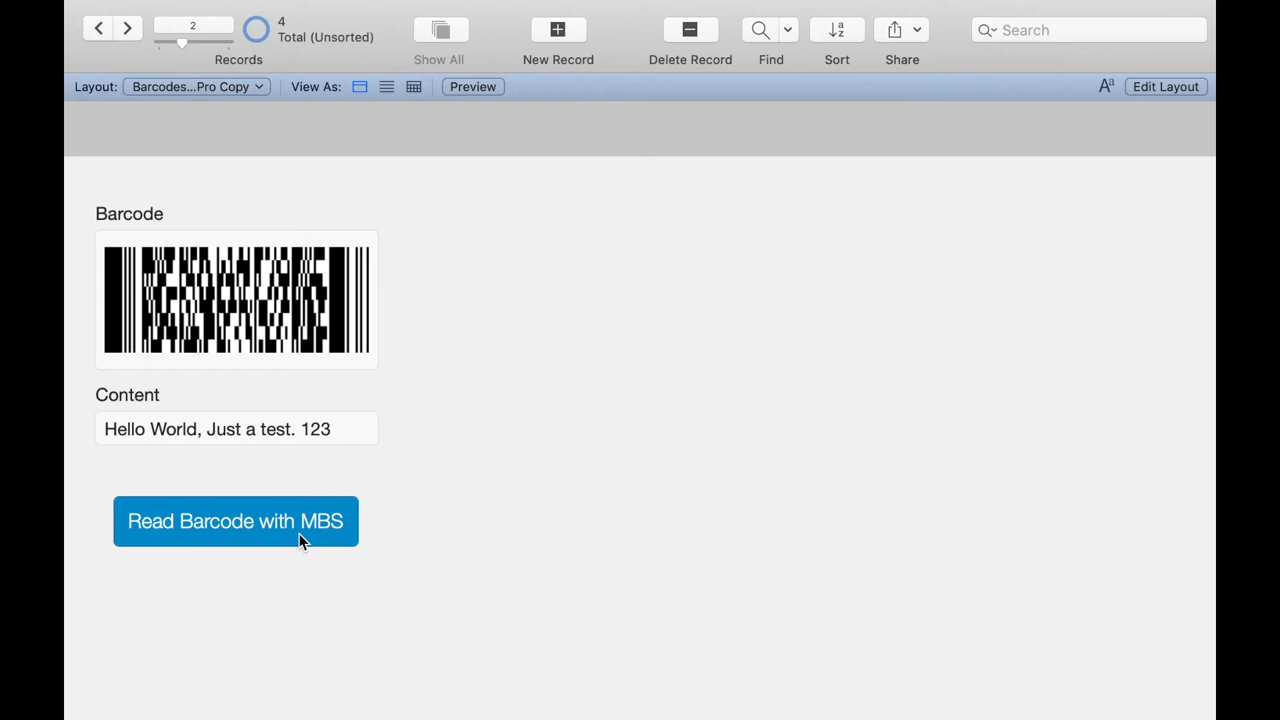 2
4
Total (Unsorted)
Records
Show All
New Record
Delete Record
Find
Sort
Share
Search
Layout: Barcodes...Pro Copy View As: Preview Aa Edit Layout
Barcode
Content
Hello World, Just a test. 123
Read Barcode with MBS